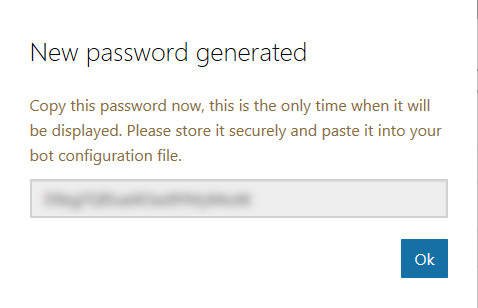 New password generated
Copy this password now, this is the only time when it will
be displayed. Please store it securely and paste it into your
bot configuration file.
Ok